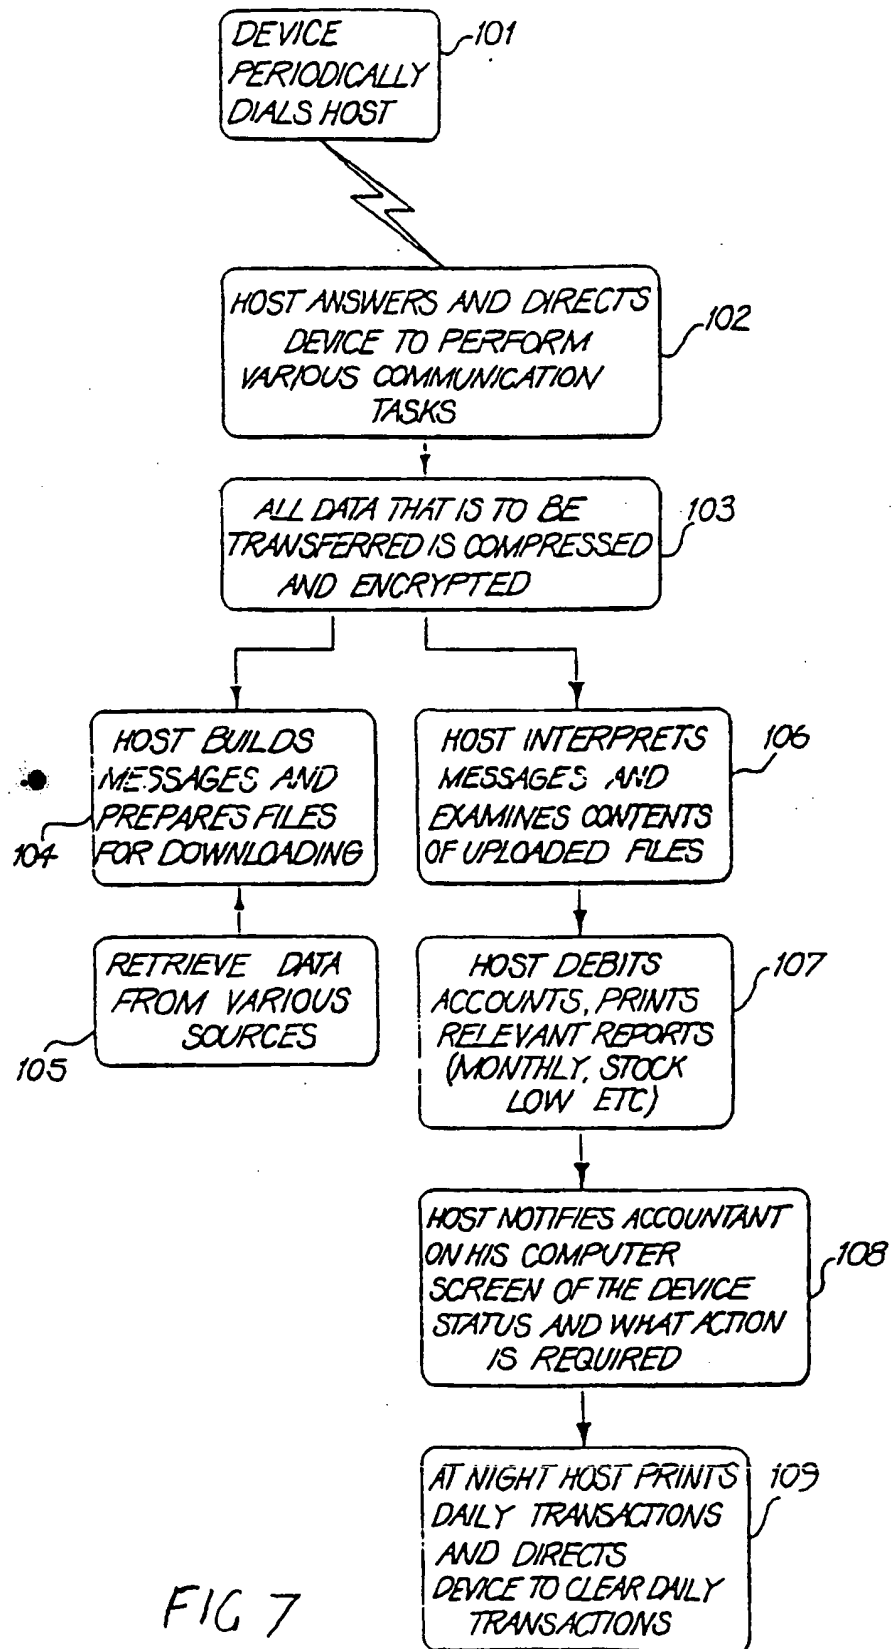 DEVICE
PERIODICALLY
DIALS HOST
101
HOST ANSWERS AND DIRECTS
DEVICE TO PERFORM
VARIOUS COMMUNICATION
TASKS
102
ALL DATA THAT IS TO BE
TRANSFERRED IS COMPRESSED
AND ENCRYPTED
103
HOST BUILDS
MESSAGES AND
PREPARES FILES
FOR DOWNLOADING
104
RETRIEVE DATA
FROM VARIOUS
SOURCES
105
HOST INTERPRETS
MESSAGES AND
EXAMINES CONTENTS
OF UPLOADED FILES
106
HOST DEBITS
ACCOUNTS, PRINTS
RELEVANT REPORTS
(MONTHLY, STOCK
LOW ETC)
107
HOST NOTIFIES ACCOUNTANT
ON HIS COMPUTER
SCREEN OF THE DEVICE
STATUS AND WHAT ACTION
IS REQUIRED
108
AT NIGHT HOST PRINTS
DAILY TRANSACTIONS
AND DIRECTS
DEVICE TO CLEAR DAILY
TRANSACTIONS
109
FIG 7